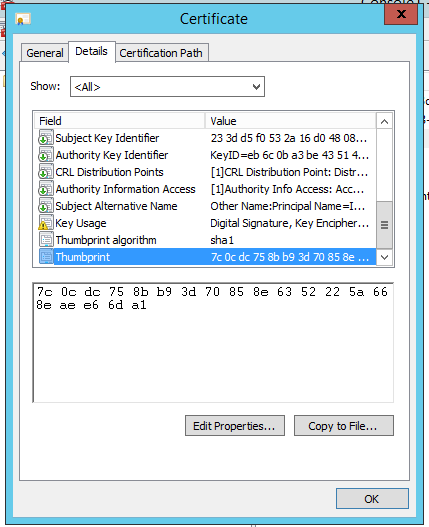 Certificate
General Details Certification Path
Show: <All>
Field Value
Subject Key Identifier 23 3d d5 f0 53 2a 16 d0 48 08...
Authority Key Identifier KeyID=eb 6c 0b a3 be 43 51 4...
CRL Distribution Points [1]CRL Distribution Point: Distr...
Authority Information Access [1]Authority Info Access: Acc...
Subject Alternative Name Other Name:Principal Name=I...
Key Usage Digital Signature, Key Encipher...
Thumbprint algorithm sha1
Thumbprint 7c 0c dc 75 8b b9 3d 70 85 8e ...
7c 0c dc 75 8b b9 3d 70 85 8e 63 52 22 5a 66
8e ae e6 6d a1
Edit Properties... Copy to File...
OK